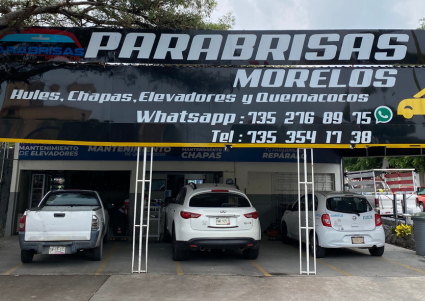 PARABRISAS
PARABRISAS
MORELOS
Hules, Chapas, Elevadores y Quemacocos
Whatsapp : 735 276 89 75
Tel : 735 354 17 38
MANTENIMIENTO
DE ELEVADORES
MANTENIMIENTO
CHAPAS
REPÁRALO